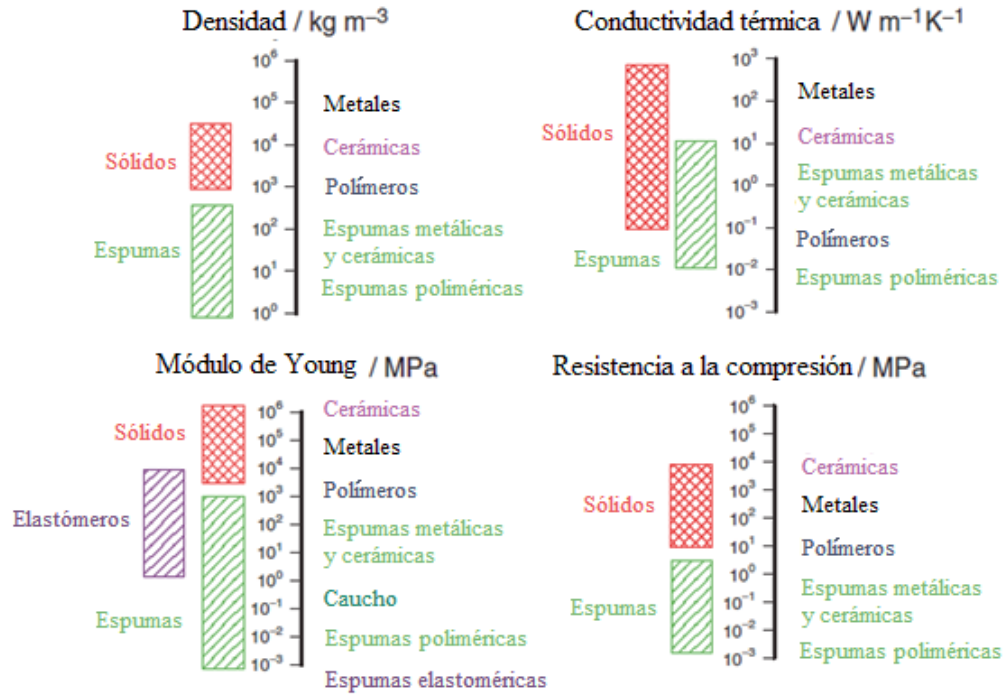 Densidad / kg m⁻³
10⁶
10⁵
10⁴
10³
10²
10¹
10⁰
Sólidos
Espumas
Metales
Cerámicas
Polímeros
Espumas metálicas
y cerámicas
Espumas poliméricas
Conductividad térmica / W m⁻¹K⁻¹
10³
10²
10¹
10⁰
10⁻¹
10⁻²
10⁻³
Sólidos
Espumas
Metales
Cerámicas
Espumas metálicas
y cerámicas
Polímeros
Espumas poliméricas
Módulo de Young / MPa
10⁶
10⁵
10⁴
10³
10²
10¹
10⁰
10⁻¹
10⁻²
10⁻³
Sólidos
Elastómeros
Espumas
Cerámicas
Metales
Polímeros
Espumas metálicas
y cerámicas
Caucho
Espumas poliméricas
Espumas elastoméricas
Resistencia a la compresión / MPa
10⁶
10⁵
10⁴
10³
10²
10¹
10⁰
10⁻¹
10⁻²
10⁻³
Sólidos
Espumas
Cerámicas
Metales
Polímeros
Espumas metálicas
y cerámicas
Espumas poliméricas